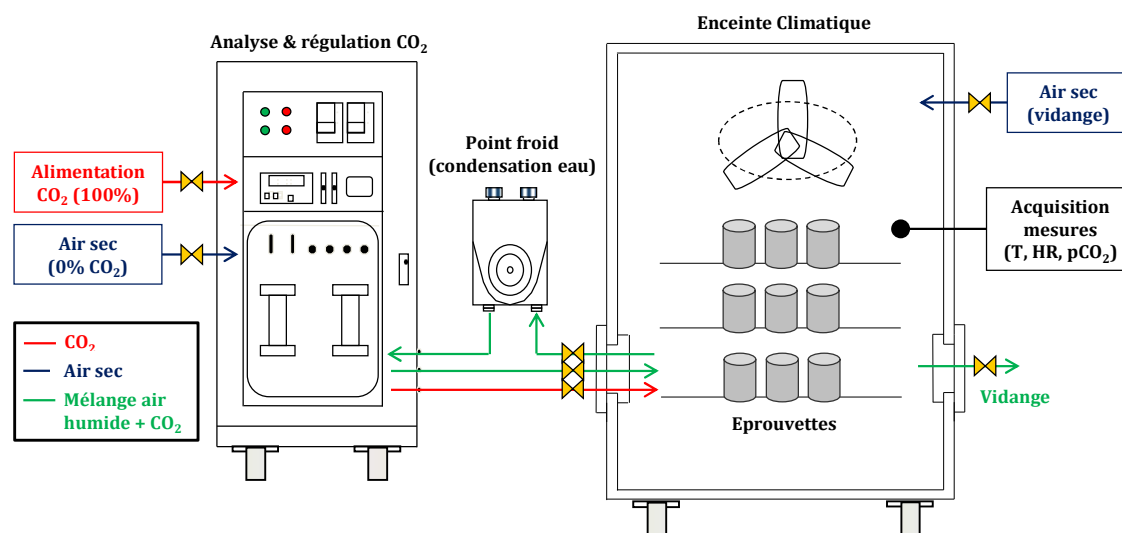 Analyse & régulation CO₂
Enceinte Climatique
Alimentation
CO₂ (100%)
Air sec
(0% CO₂)
Point froid
(condensation eau)
Air sec
(vidange)
Acquisition
mesures
(T, HR, pCO₂)
CO₂
Air sec
Mélange air
humide + CO₂
Eprouvettes
Vidange